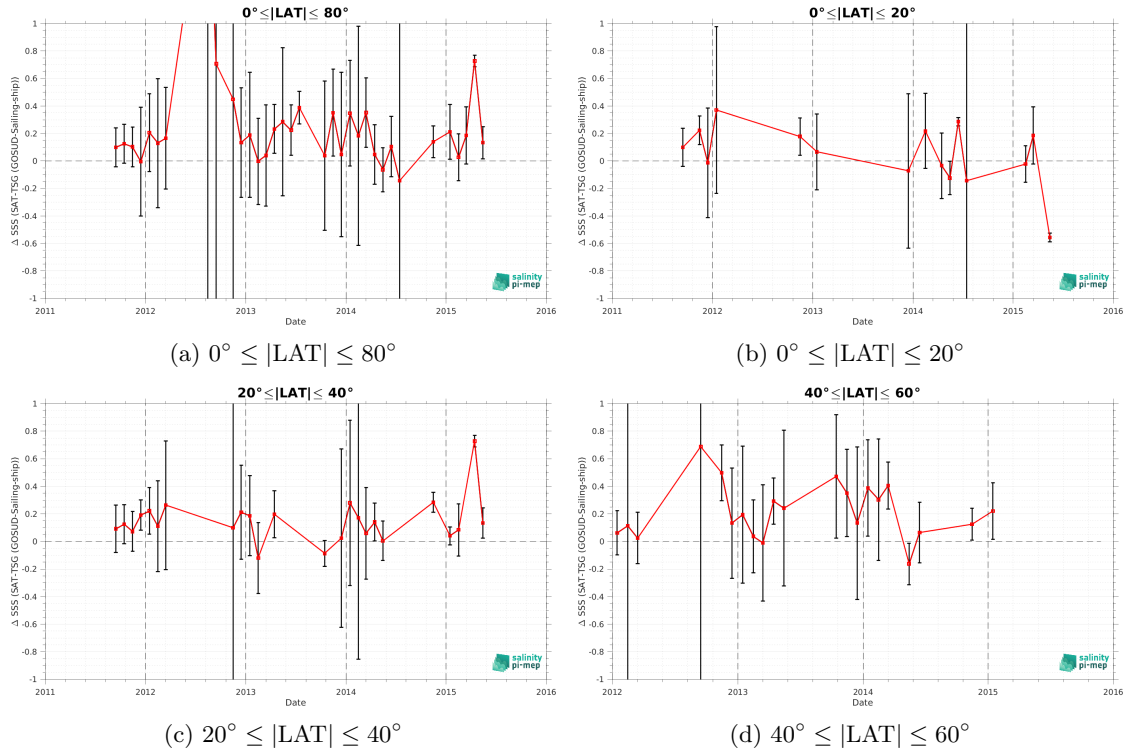 0°≤|LAT|≤ 80°
1
0.8
0.6
0.4
0.2
0
-0.2
-0.4
-0.6
-0.8
-1
Δ SSS (SAT-TSG (GOSUD-Sailing-ship))
2011 2012 2013 2014 2015 2016
Date
salinity
pi-mep
(a) 0° ≤ |LAT| ≤ 80°
0°≤|LAT|≤ 20°
1
0.8
0.6
0.4
0.2
0
-0.2
-0.4
-0.6
-0.8
-1
Δ SSS (SAT-TSG (GOSUD-Sailing-ship))
2011 2012 2013 2014 2015 2016
Date
salinity
pi-mep
(b) 0° ≤ |LAT| ≤ 20°
20°≤|LAT|≤ 40°
1
0.8
0.6
0.4
0.2
0
-0.2
-0.4
-0.6
-0.8
-1
Δ SSS (SAT-TSG (GOSUD-Sailing-ship))
2011 2012 2013 2014 2015 2016
Date
salinity
pi-mep
(c) 20° ≤ |LAT| ≤ 40°
40°≤|LAT|≤ 60°
1
0.8
0.6
0.4
0.2
0
-0.2
-0.4
-0.6
-0.8
-1
Δ SSS (SAT-TSG (GOSUD-Sailing-ship))
2012 2013 2014 2015 2016
Date
salinity
pi-mep
(d) 40° ≤ |LAT| ≤ 60°